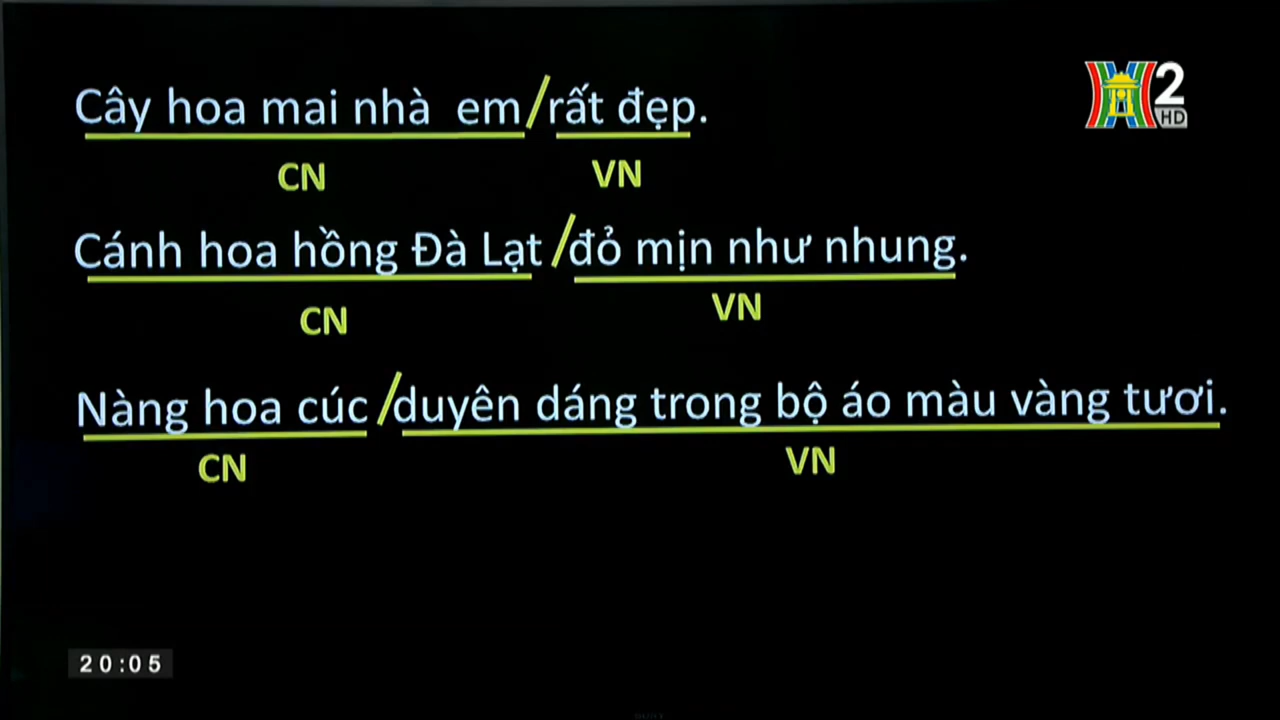 Cây hoa mai nhà em/rất đẹp.
CN VN
Cánh hoa hồng Đà Lạt /đỏ mịn như nhung.
CN VN
Nàng hoa cúc /duyên dáng trong bộ áo màu vàng tươi.
CN VN
H2
HD
20:05